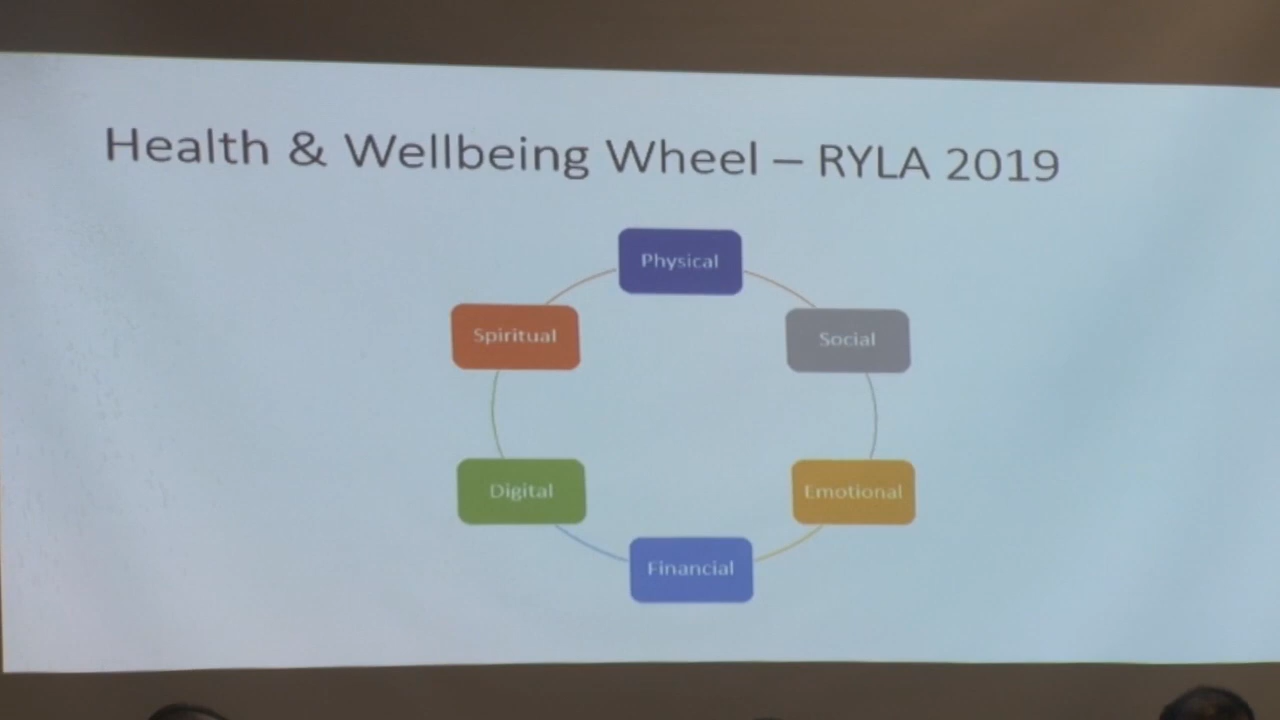 Health & Wellbeing Wheel – RYLA 2019
Physical
Social
Emotional
Financial
Digital
Spiritual